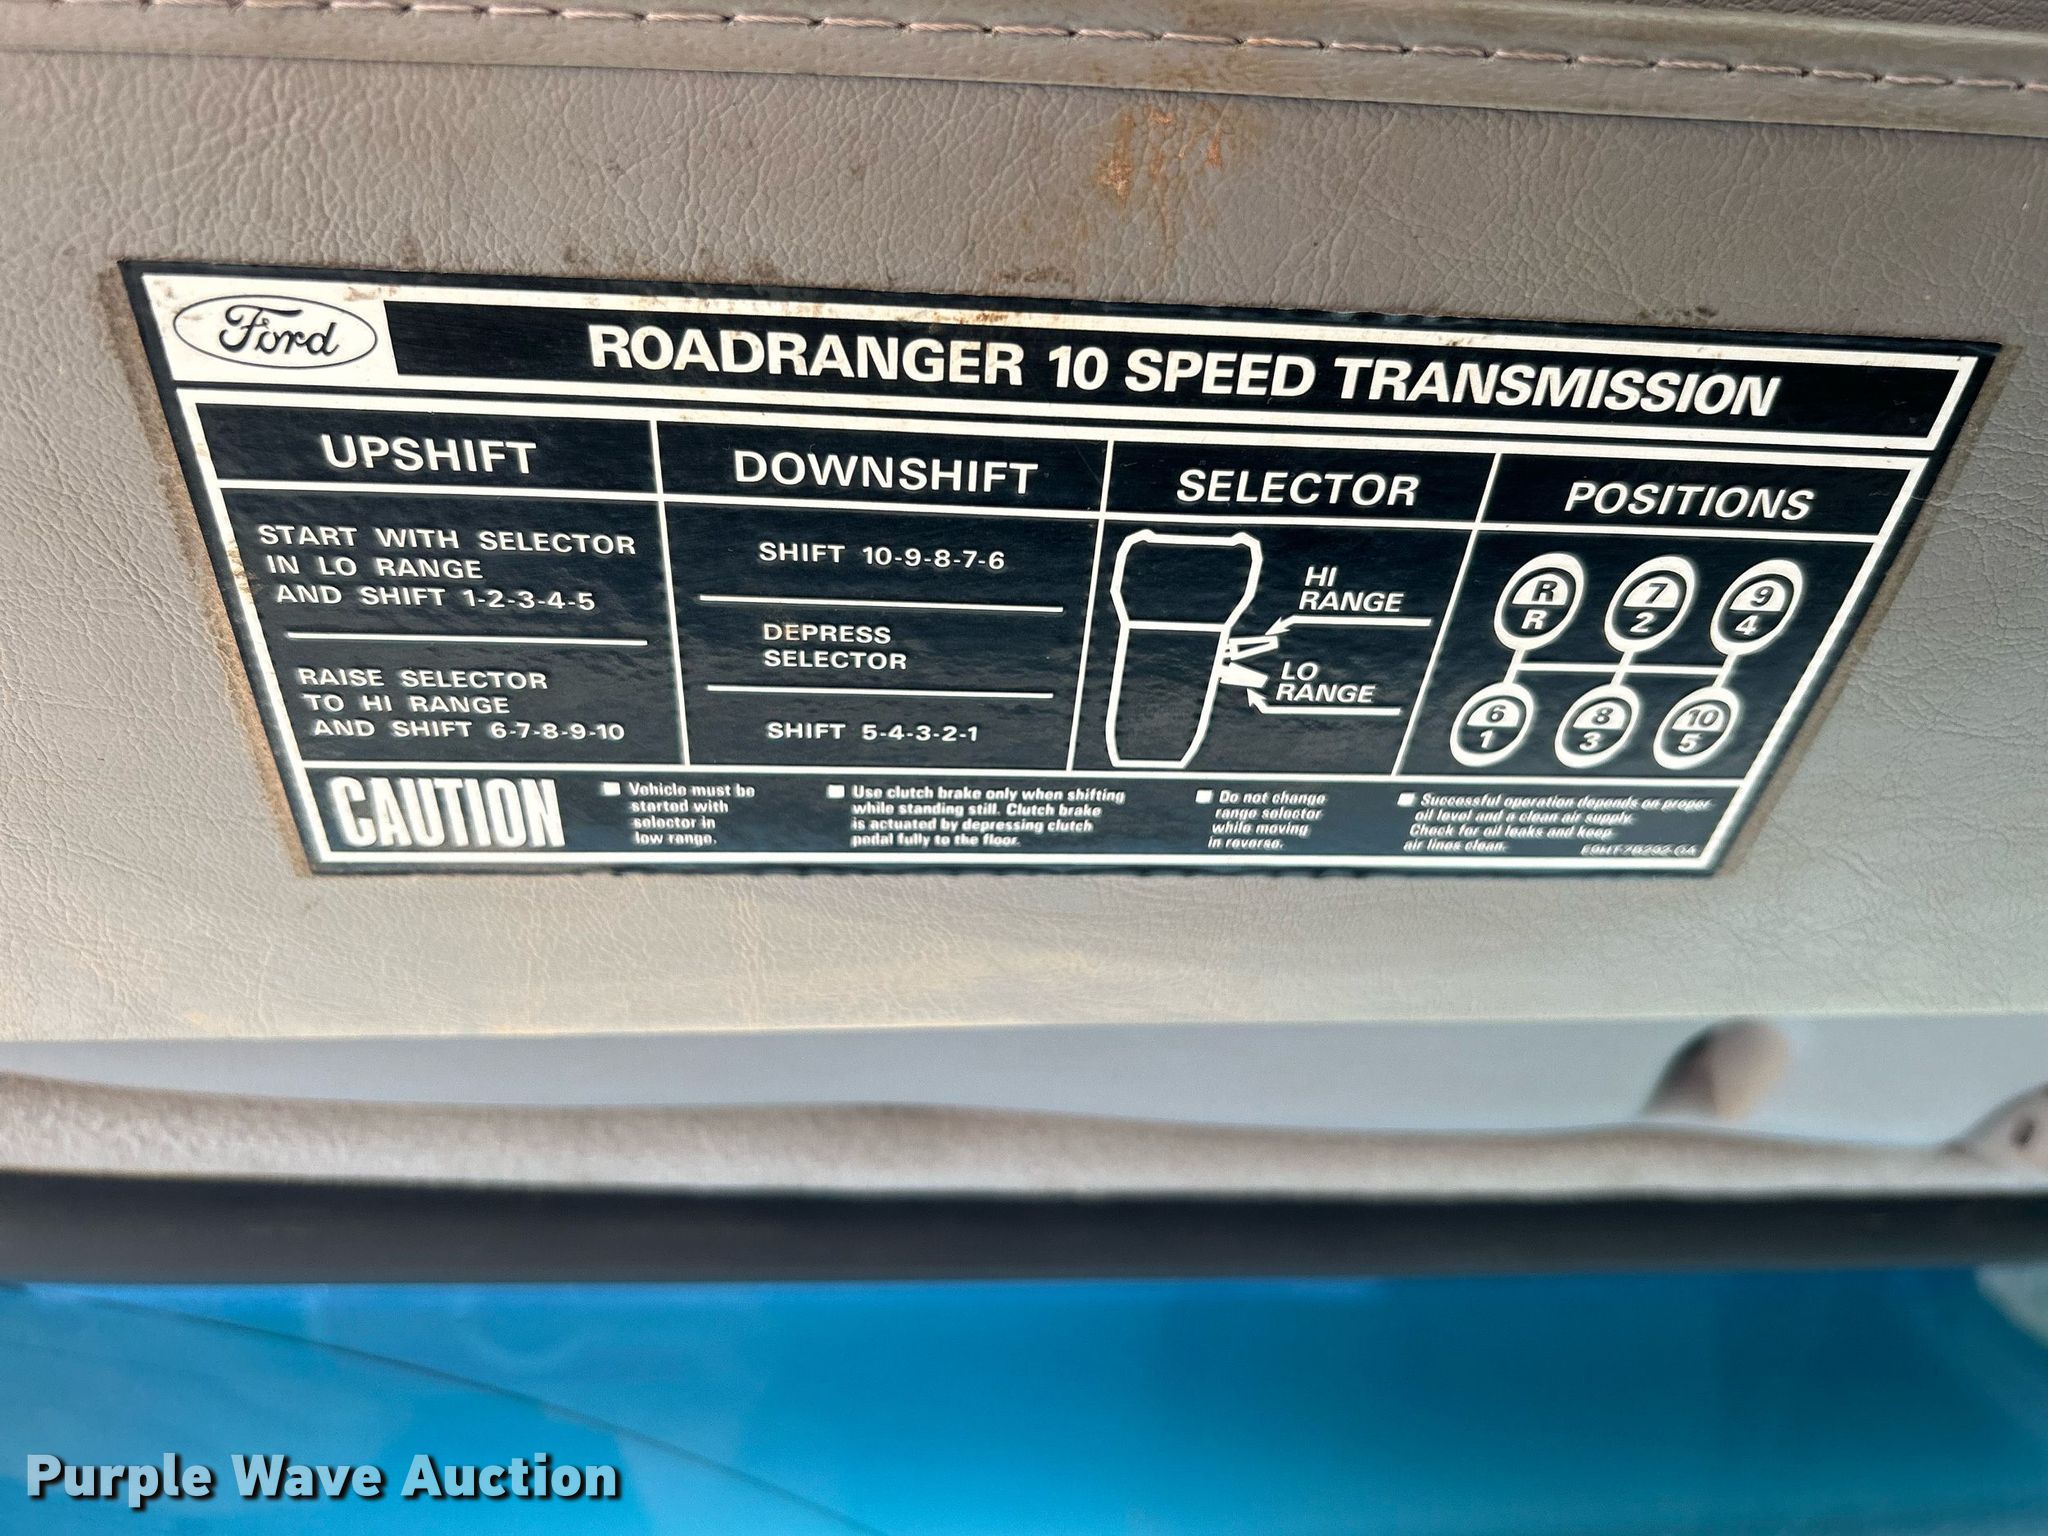 Ford
ROADRANGER 10 SPEED TRANSMISSION
UPSHIFT
START WITH SELECTOR
IN LO RANGE
AND SHIFT 1-2-3-4-5
RAISE SELECTOR
TO HI RANGE
AND SHIFT 6-7-8-9-10
DOWNSHIFT
SHIFT 10-9-8-7-6
DEPRESS
SELECTOR
SHIFT 5-4-3-2-1
SELECTOR
HI
RANGE
LO
RANGE
POSITIONS
R 7 9
R 2 4
6 8 10
1 3 5
CAUTION
Vehicle must be
started with
selector in
low range.
Use clutch brake only when shifting
while standing still. Clutch brake
is actuated by depressing clutch
pedal fully to the floor.
Do not change
range selector
while moving
in reverse.
Successful operation depends on proper
oil level and a clean air supply.
Check for oil leaks and keep
air lines clean.
Purple Wave Auction